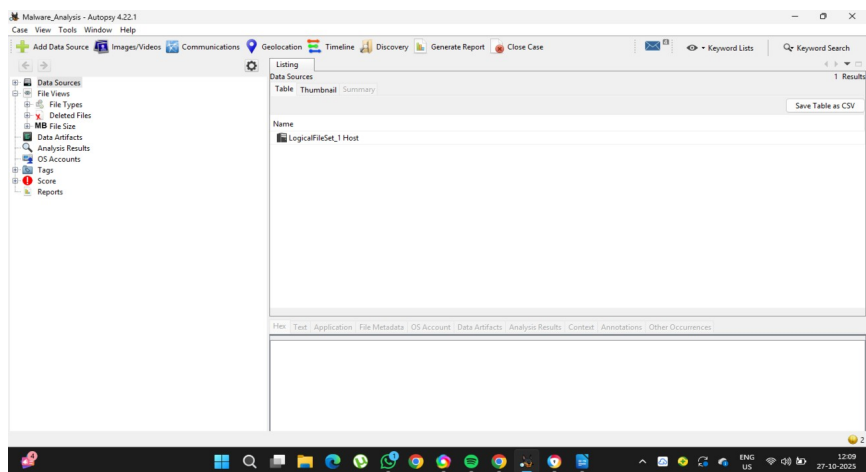 Malware_Analysis - Autopsy 4.22.1
Case View Tools Window Help
Add Data Source Images/Videos Communications Geolocation Timeline Discovery Generate Report Close Case Keyword Lists Keyword Search
Listing
Data Sources
1 Results
Table Thumbnail Summary
Save Table as CSV
Name
LogicalFileSet_1 Host
Data Sources
File Views
File Types
Deleted Files
MB File Size
Data Artifacts
Analysis Results
OS Accounts
Tags
Score
Reports
Hex Text Application File Metadata OS Account Data Artifacts Analysis Results Context Annotations Other Occurrences
2
ENG
US
12:09
27-10-2025